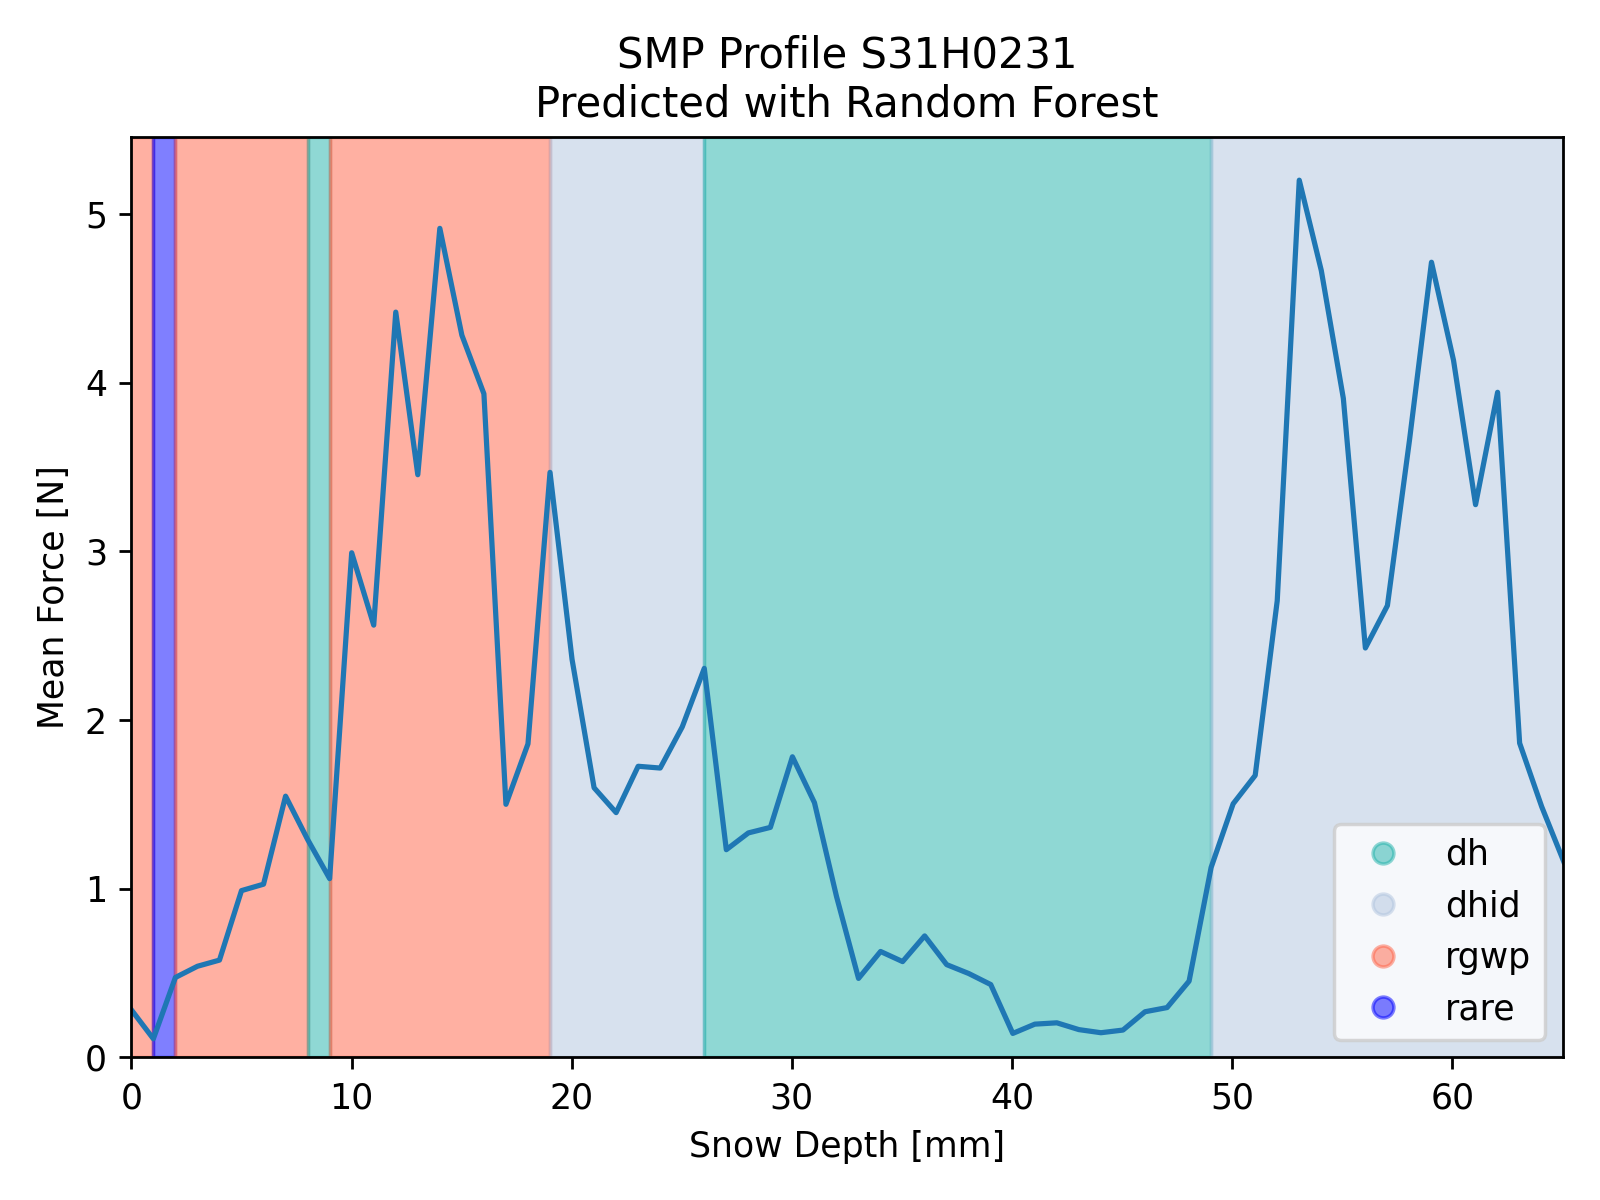 SMP Profile S31H0231
Predicted with Random Forest
Mean Force [N]
5
4
3
2
1
0
0 10 20 30 40 50 60
Snow Depth [mm]
dh
dhid
rgwp
rare